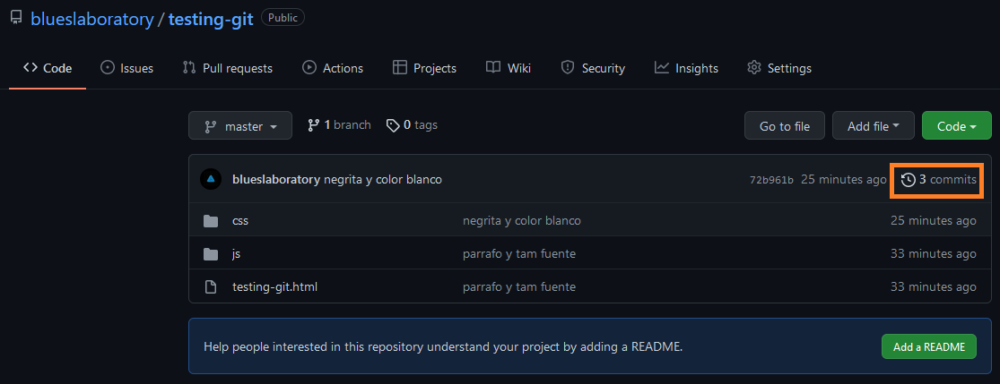 blueslaboratory / testing-git Public
Code Issues Pull requests Actions Projects Wiki Security Insights Settings
master 1 branch 0 tags Go to file Add file Code
blueslaboratory negrita y color blanco 72b961b 25 minutes ago 3 commits
css negrita y color blanco 25 minutes ago
js parrafo y tam fuente 33 minutes ago
testing-git.html parrafo y tam fuente 33 minutes ago
Help people interested in this repository understand your project by adding a README. Add a README